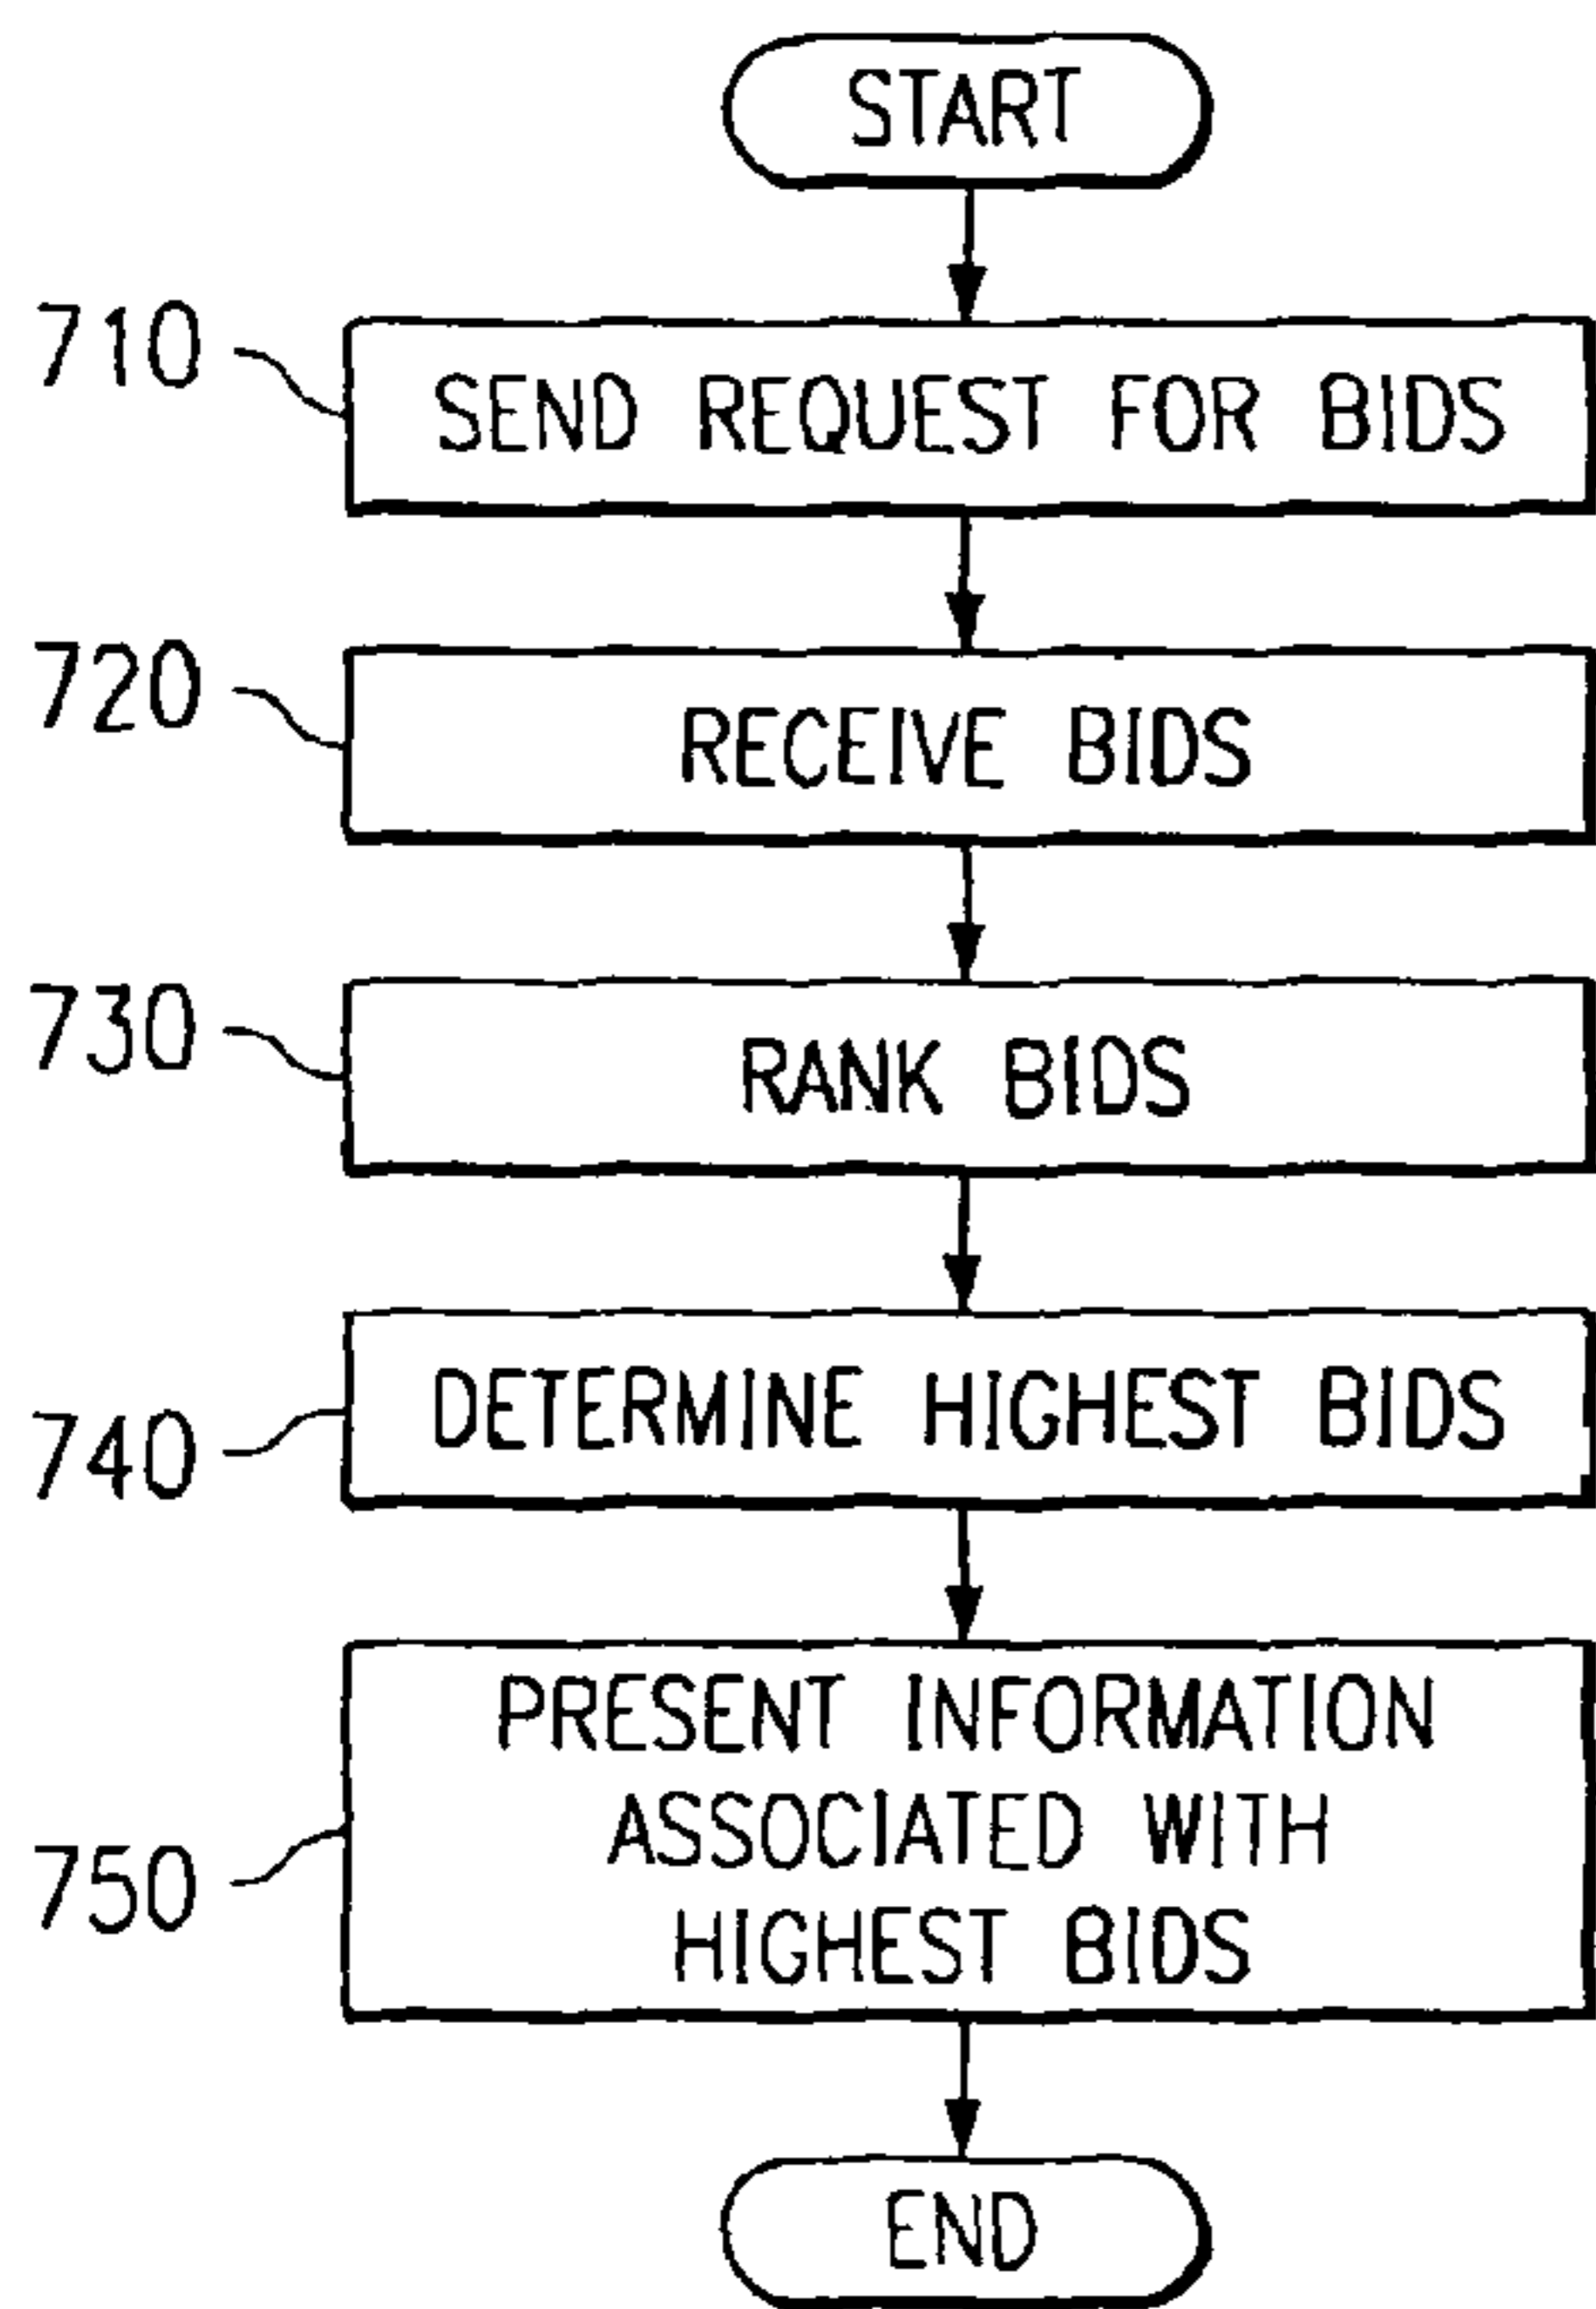 START
710
SEND REQUEST FOR BIDS
720
RECEIVE BIDS
730
RANK BIDS
740
DETERMINE HIGHEST BIDS
750
PRESENT INFORMATION
ASSOCIATED WITH
HIGHEST BIDS
END